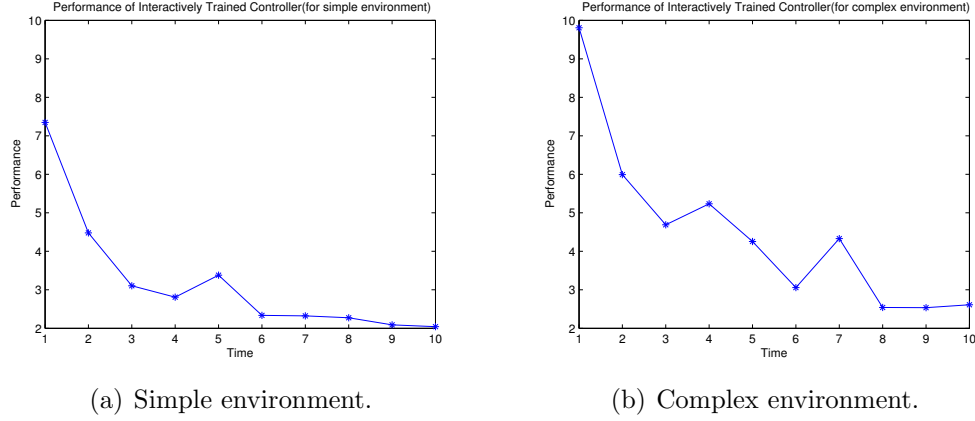 Performance of Interactively Trained Controller(for simple environment)
10
9
8
7
6
5
4
3
2
Performance
1 2 3 4 5 6 7 8 9 10
Time
(a) Simple environment.
Performance of Interactively Trained Controller(for complex environment)
10
9
8
7
6
5
4
3
2
Performance
1 2 3 4 5 6 7 8 9 10
Time
(b) Complex environment.